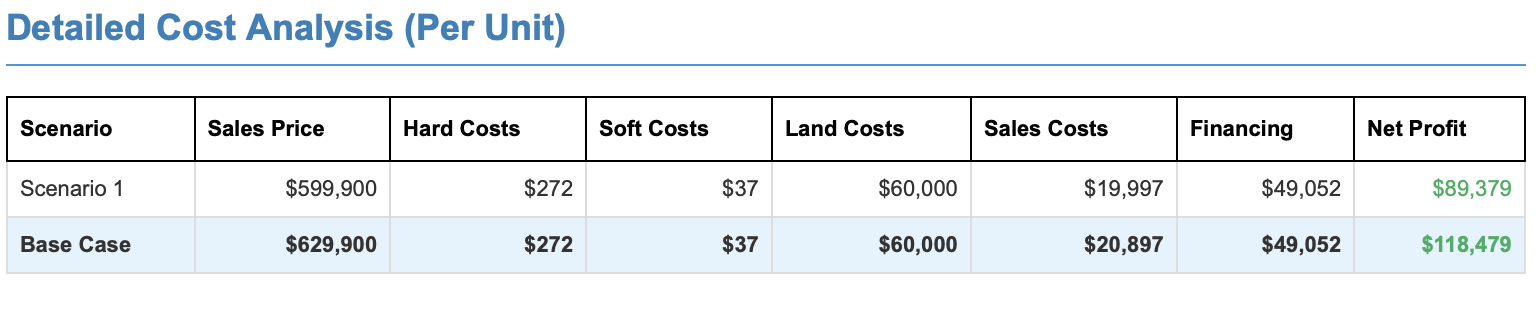 Detailed Cost Analysis (Per Unit)
Scenario Sales Price Hard Costs Soft Costs Land Costs Sales Costs Financing Net Profit
Scenario 1 $599,900 $272 $37 $60,000 $19,997 $49,052 $89,379
Base Case $629,900 $272 $37 $60,000 $20,897 $49,052 $118,479